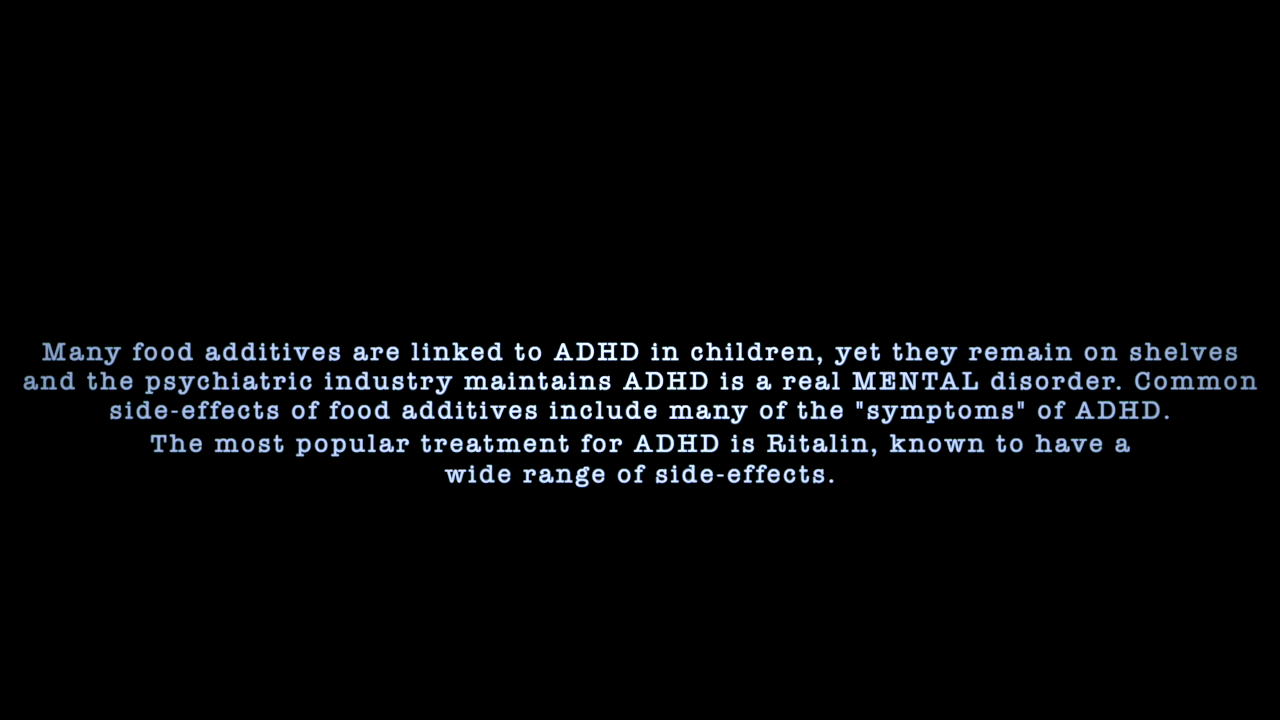 Many food additives are linked to ADHD in children, yet they remain on shelves
and the psychiatric industry maintains ADHD is a real MENTAL disorder. Common
side-effects of food additives include many of the "symptoms" of ADHD.
The most popular treatment for ADHD is Ritalin, known to have a
wide range of side-effects.